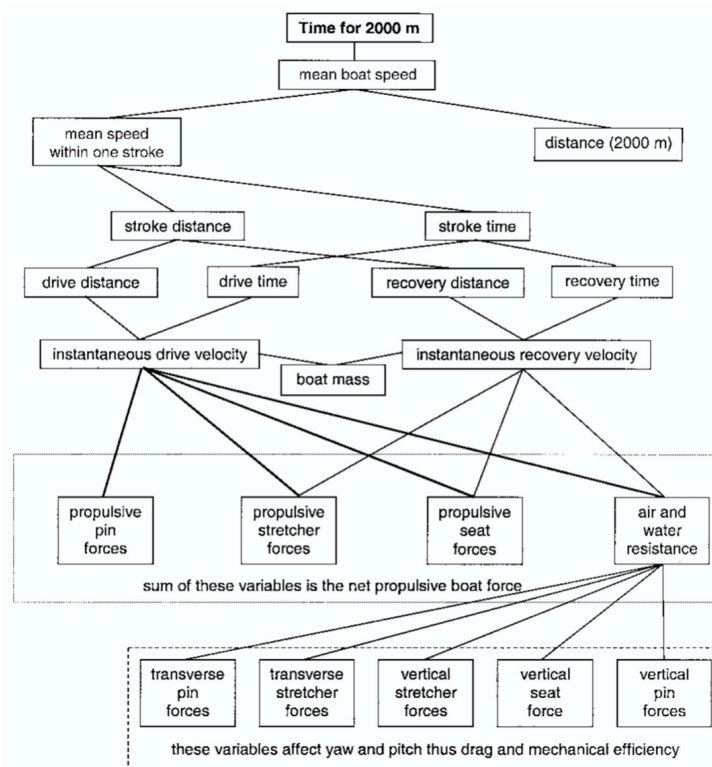 Time for 2000 m
mean boat speed
mean speed
within one stroke
distance (2000 m)
stroke distance
stroke time
drive distance
drive time
recovery distance
recovery time
instantaneous drive velocity
instantaneous recovery velocity
boat mass
propulsive
pin
forces
propulsive
stretcher
forces
propulsive
seat
forces
air and
water
resistance
sum of these variables is the net propulsive boat force
transverse
pin
forces
transverse
stretcher
forces
vertical
stretcher
forces
vertical
seat
force
vertical
pin
forces
these variables affect yaw and pitch thus drag and mechanical efficiency